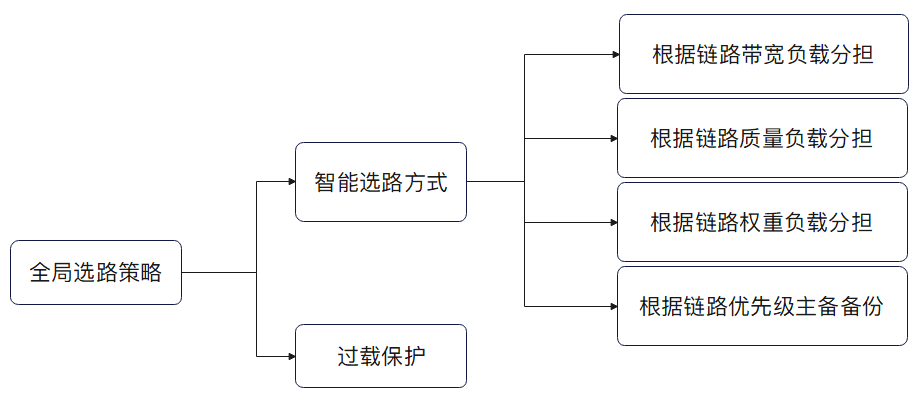 全局选路策略
智能选路方式
过载保护
根据链路带宽负载分担
根据链路质量负载分担
根据链路权重负载分担
根据链路优先级主备备份